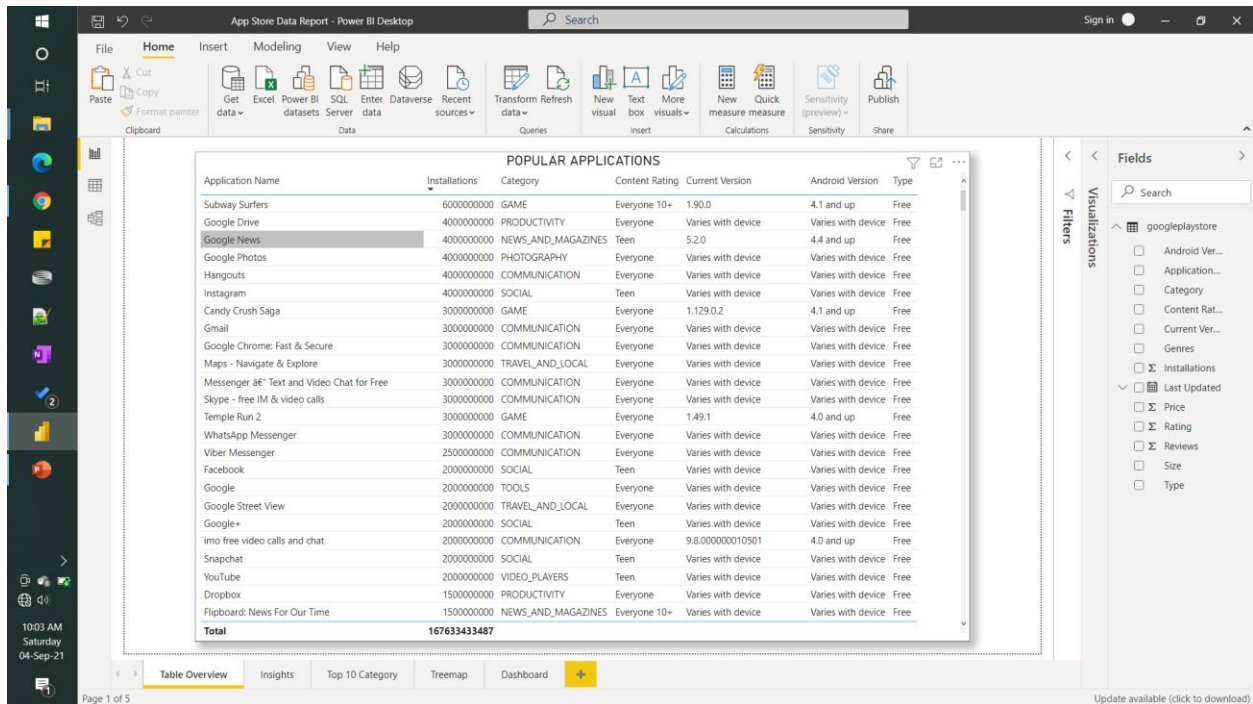 App Store Data Report - Power BI Desktop
Search
Sign in
File Home Insert Modeling View Help
Paste
Cut
Copy
Format painter
Clipboard
Get data
Excel
Power BI datasets
SQL Server
Enter data
Dataverse
Recent sources
Data
Transform data
Refresh
Queries
New visual
Text box
More visuals
Insert
New measure
Quick measure
Calculations
Sensitivity (preview)
Sensitivity
Publish
Share
POPULAR APPLICATIONS
Application Name Installations Category Content Rating Current Version Android Version Type
Subway Surfers 6000000000 GAME Everyone 10+ 1.90.0 4.1 and up Free
Google Drive 4000000000 PRODUCTIVITY Everyone Varies with device Varies with device Free
Google News 4000000000 NEWS_AND_MAGAZINES Teen 5.2.0 4.4 and up Free
Google Photos 4000000000 PHOTOGRAPHY Everyone Varies with device Varies with device Free
Hangouts 4000000000 COMMUNICATION Everyone Varies with device Varies with device Free
Instagram 4000000000 SOCIAL Teen Varies with device Varies with device Free
Candy Crush Saga 3000000000 GAME Everyone 1.129.0.2 4.1 and up Free
Gmail 3000000000 COMMUNICATION Everyone Varies with device Varies with device Free
Google Chrome: Fast & Secure 3000000000 COMMUNICATION Everyone Varies with device Varies with device Free
Maps - Navigate & Explore 3000000000 TRAVEL_AND_LOCAL Everyone Varies with device Varies with device Free
Messenger â€“ Text and Video Chat for Free 3000000000 COMMUNICATION Everyone Varies with device Varies with device Free
Skype - free IM & video calls 3000000000 COMMUNICATION Everyone Varies with device Varies with device Free
Temple Run 2 3000000000 GAME Everyone 1.49.1 4.0 and up Free
WhatsApp Messenger 3000000000 COMMUNICATION Everyone Varies with device Varies with device Free
Viber Messenger 2500000000 COMMUNICATION Everyone Varies with device Varies with device Free
Facebook 2000000000 SOCIAL Teen Varies with device Varies with device Free
Google 2000000000 TOOLS Everyone Varies with device Varies with device Free
Google Street View 2000000000 TRAVEL_AND_LOCAL Everyone Varies with device Varies with device Free
Google+ 2000000000 SOCIAL Teen Varies with device Varies with device Free
imo free video calls and chat 2000000000 COMMUNICATION Everyone 9.8.000000010501 4.0 and up Free
Snapchat 2000000000 SOCIAL Teen Varies with device Varies with device Free
YouTube 2000000000 VIDEO_PLAYERS Teen Varies with device Varies with device Free
Dropbox 1500000000 PRODUCTIVITY Everyone Varies with device Varies with device Free
Flipboard: News For Our Time 1500000000 NEWS_AND_MAGAZINES Everyone 10+ Varies with device Varies with device Free
Total 167633433487
Filters
Visualizations
Fields
Search
googleplaystore
Android Ver...
Application...
Category
Content Rat...
Current Ver...
Genres
Σ Installations
Last Updated
Σ Price
Σ Rating
Σ Reviews
Size
Type
2
10:03 AM
Saturday
04-Sep-21
1
Table Overview Insights Top 10 Category Treemap Dashboard +
Page 1 of 5
Update available (click to download)